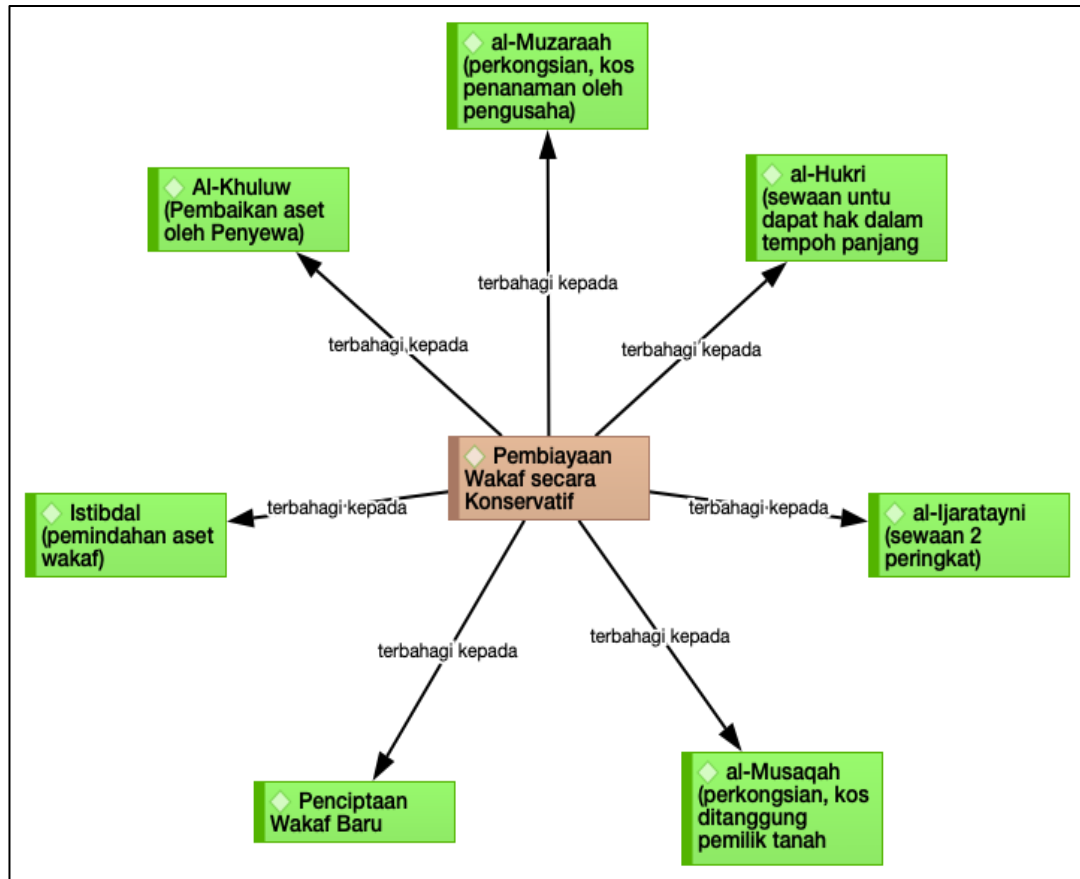 al-Muzaraah
(perkongsian, kos
penanaman oleh
pengusaha)
Al-Khuluw
(Pembaikan aset
oleh Penyewa)
al-Hukri
(sewaan untu
dapat hak dalam
tempoh panjang
terbahagi kepada
terbahagi kepada
terbahagi kepada
Pembiayaan
Wakaf secara
Konservatif
Istibdal
(pemindahan aset
wakaf)
terbahagi kepada
terbahagi kepada
al-Ijaratayni
(sewaan 2
peringkat)
terbahagi kepada
terbahagi kepada
Penciptaan
Wakaf Baru
al-Musaqah
(perkongsian, kos
ditanggung
pemilik tanah